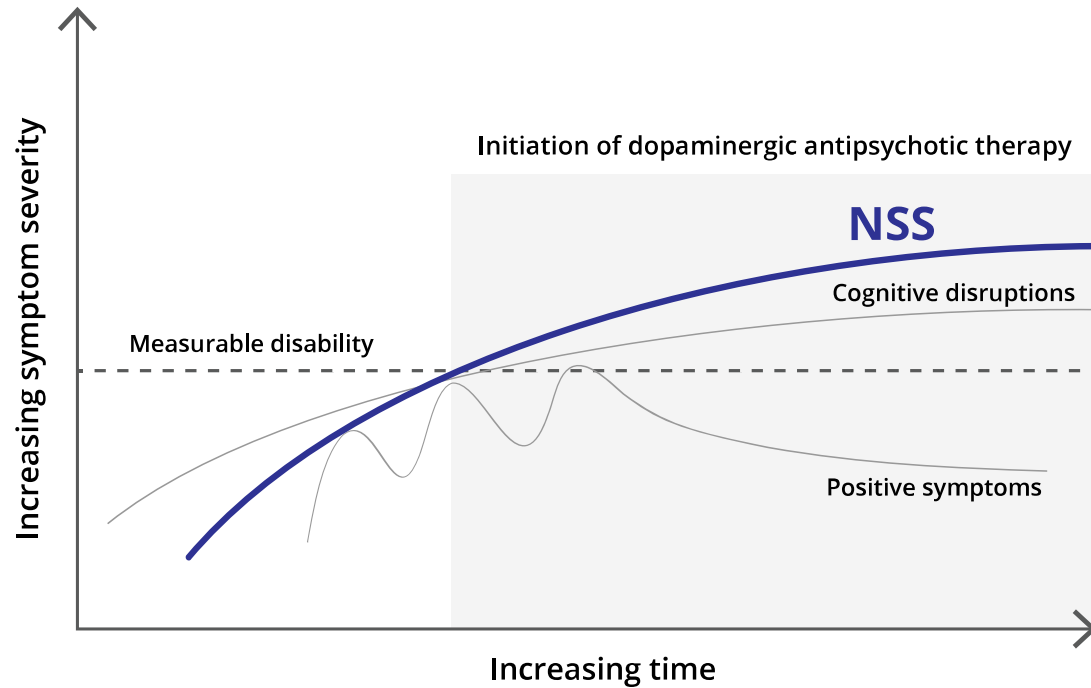 Increasing symptom severity
Initiation of dopaminergic antipsychotic therapy
NSS
Cognitive disruptions
Measurable disability
Positive symptoms
Increasing time